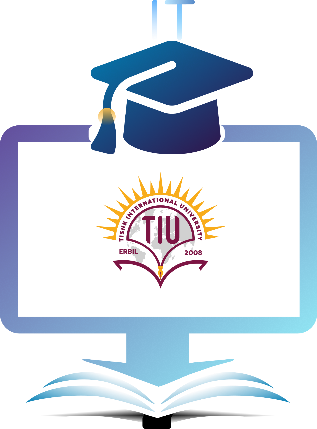 IT
TISHK INTERNATIONAL UNIVERSITY
TIU
ERBIL 2008